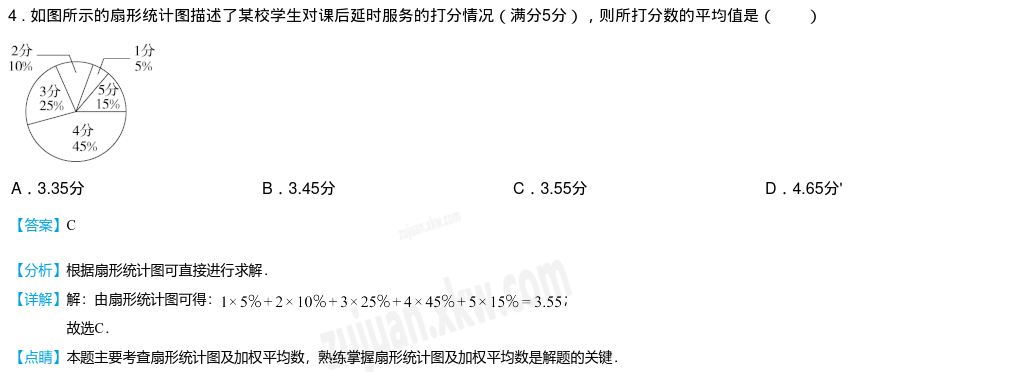 4．如图所示的扇形统计图描述了某校学生对课后延时服务的打分情况（满分5分），则所打分数的平均值是（　　）
2分
10%
1分
5%
3分
25%
5分
15%
4分
45%
A．3.35分 B．3.45分 C．3.55分 D．4.65分'
【答案】C
【分析】根据扇形统计图可直接进行求解．
【详解】解：由扇形统计图可得：1×5%+2×10%+3×25%+4×45%+5×15%=3.55；
故选C．
【点睛】本题主要考查扇形统计图及加权平均数，熟练掌握扇形统计图及加权平均数是解题的关键．
zujuan.xkw.com
zujuan.xkw.com